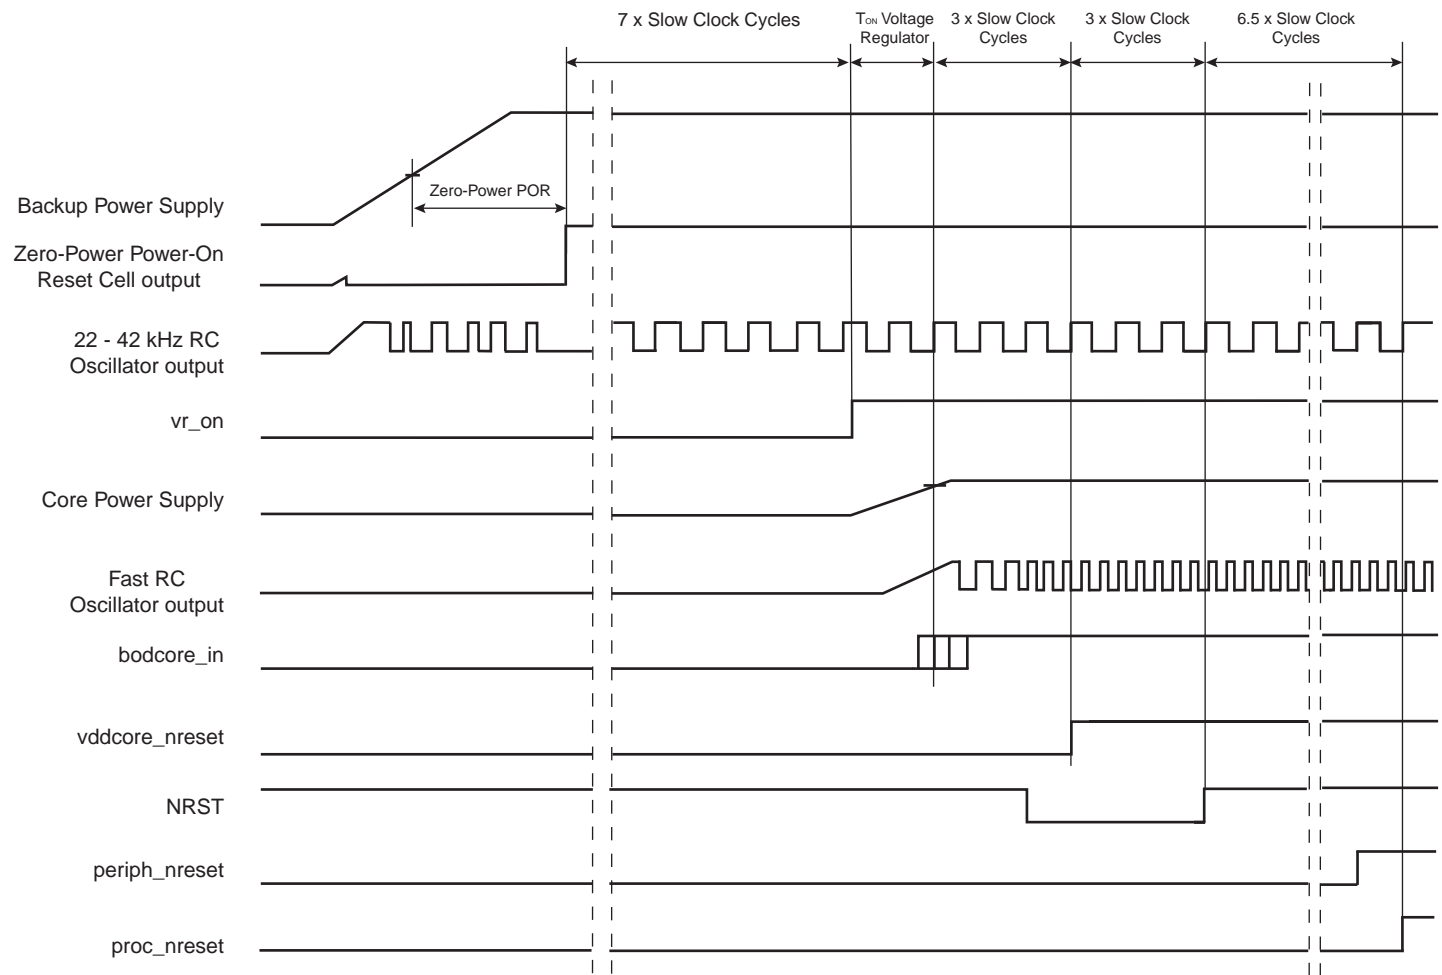 7 x Slow Clock Cycles
TON Voltage
Regulator
3 x Slow Clock
Cycles
3 x Slow Clock
Cycles
6.5 x Slow Clock
Cycles
Zero-Power POR
Backup Power Supply
Zero-Power Power-On
Reset Cell output
22 - 42 kHz RC
Oscillator output
vr_on
Core Power Supply
Fast RC
Oscillator output
bodcore_in
vddcore_nreset
NRST
periph_nreset
proc_nreset